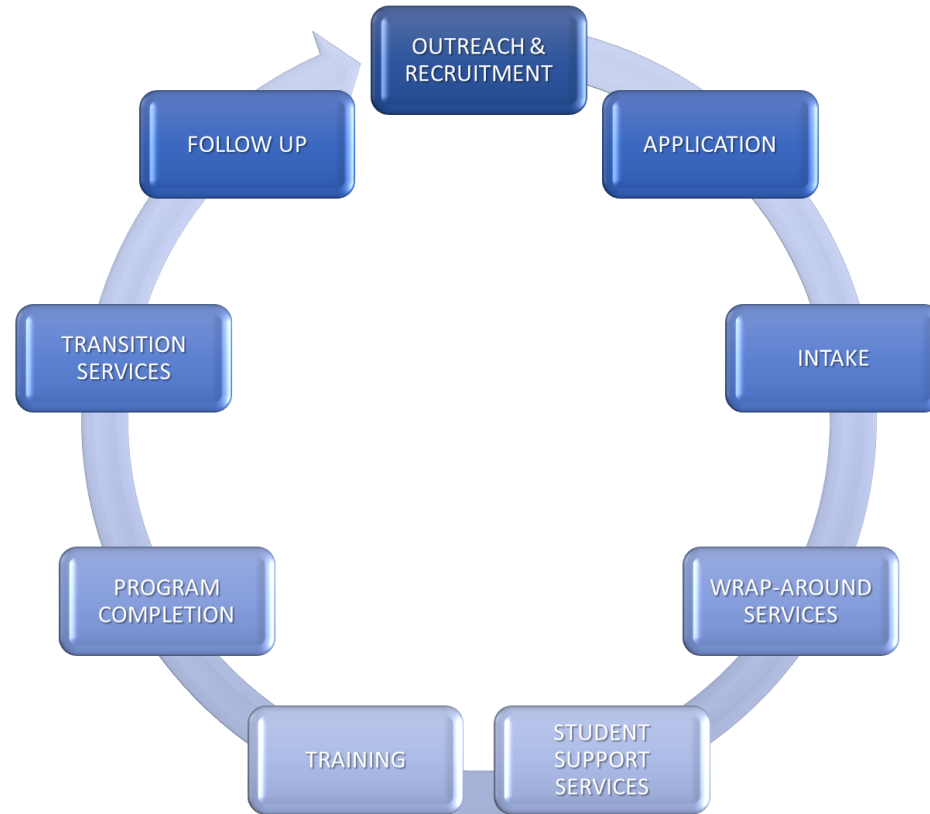 OUTREACH &
RECRUITMENT
APPLICATION
INTAKE
WRAP-AROUND
SERVICES
STUDENT
SUPPORT
SERVICES
TRAINING
PROGRAM
COMPLETION
TRANSITION
SERVICES
FOLLOW UP